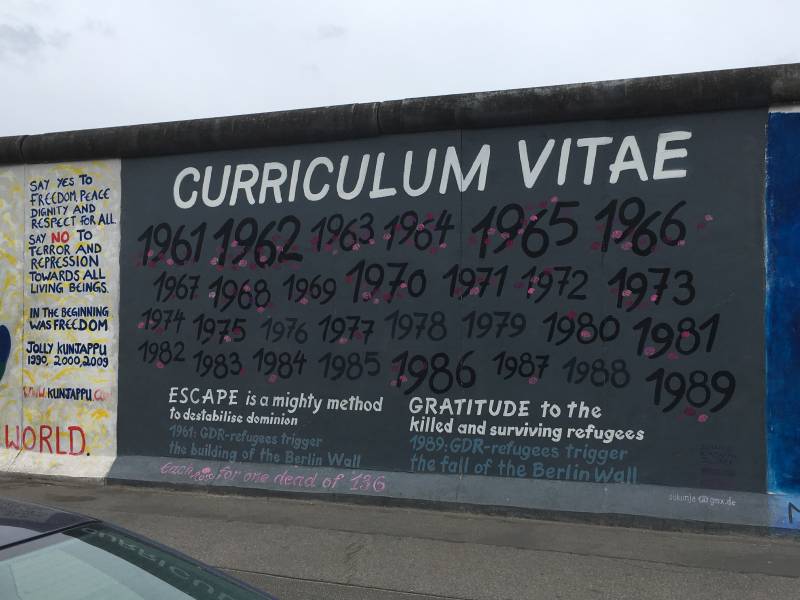 SAY YES TO
FREEDOM, PEACE
DIGNITY AND
RESPECT FOR ALL
SAY NO TO
TERROR AND
REPRESSION
TOWARDS ALL
LIVING BEINGS.
IN THE BEGINNING
WAS FREEDOM
JOLLY KUNJAPPU
1990, 2000, 2009
WWW.KUNJAPPU.CO
WORLD.
CURRICULUM VITAE
1961 1962 1963 1964 1965 1966
1967 1968 1969 1970 1971 1972 1973
1974 1975 1976 1977 1978 1979 1980 1981
1982 1983 1984 1985 1986 1987 1988 1989
ESCAPE is a mighty method
to destabilise dominion
1961: GDR-refugees trigger
the building of the Berlin Wall
GRATITUDE to the
killed and surviving refugees
1989: GDR-refugees trigger
the fall of the Berlin Wall
Each for one dead of 136